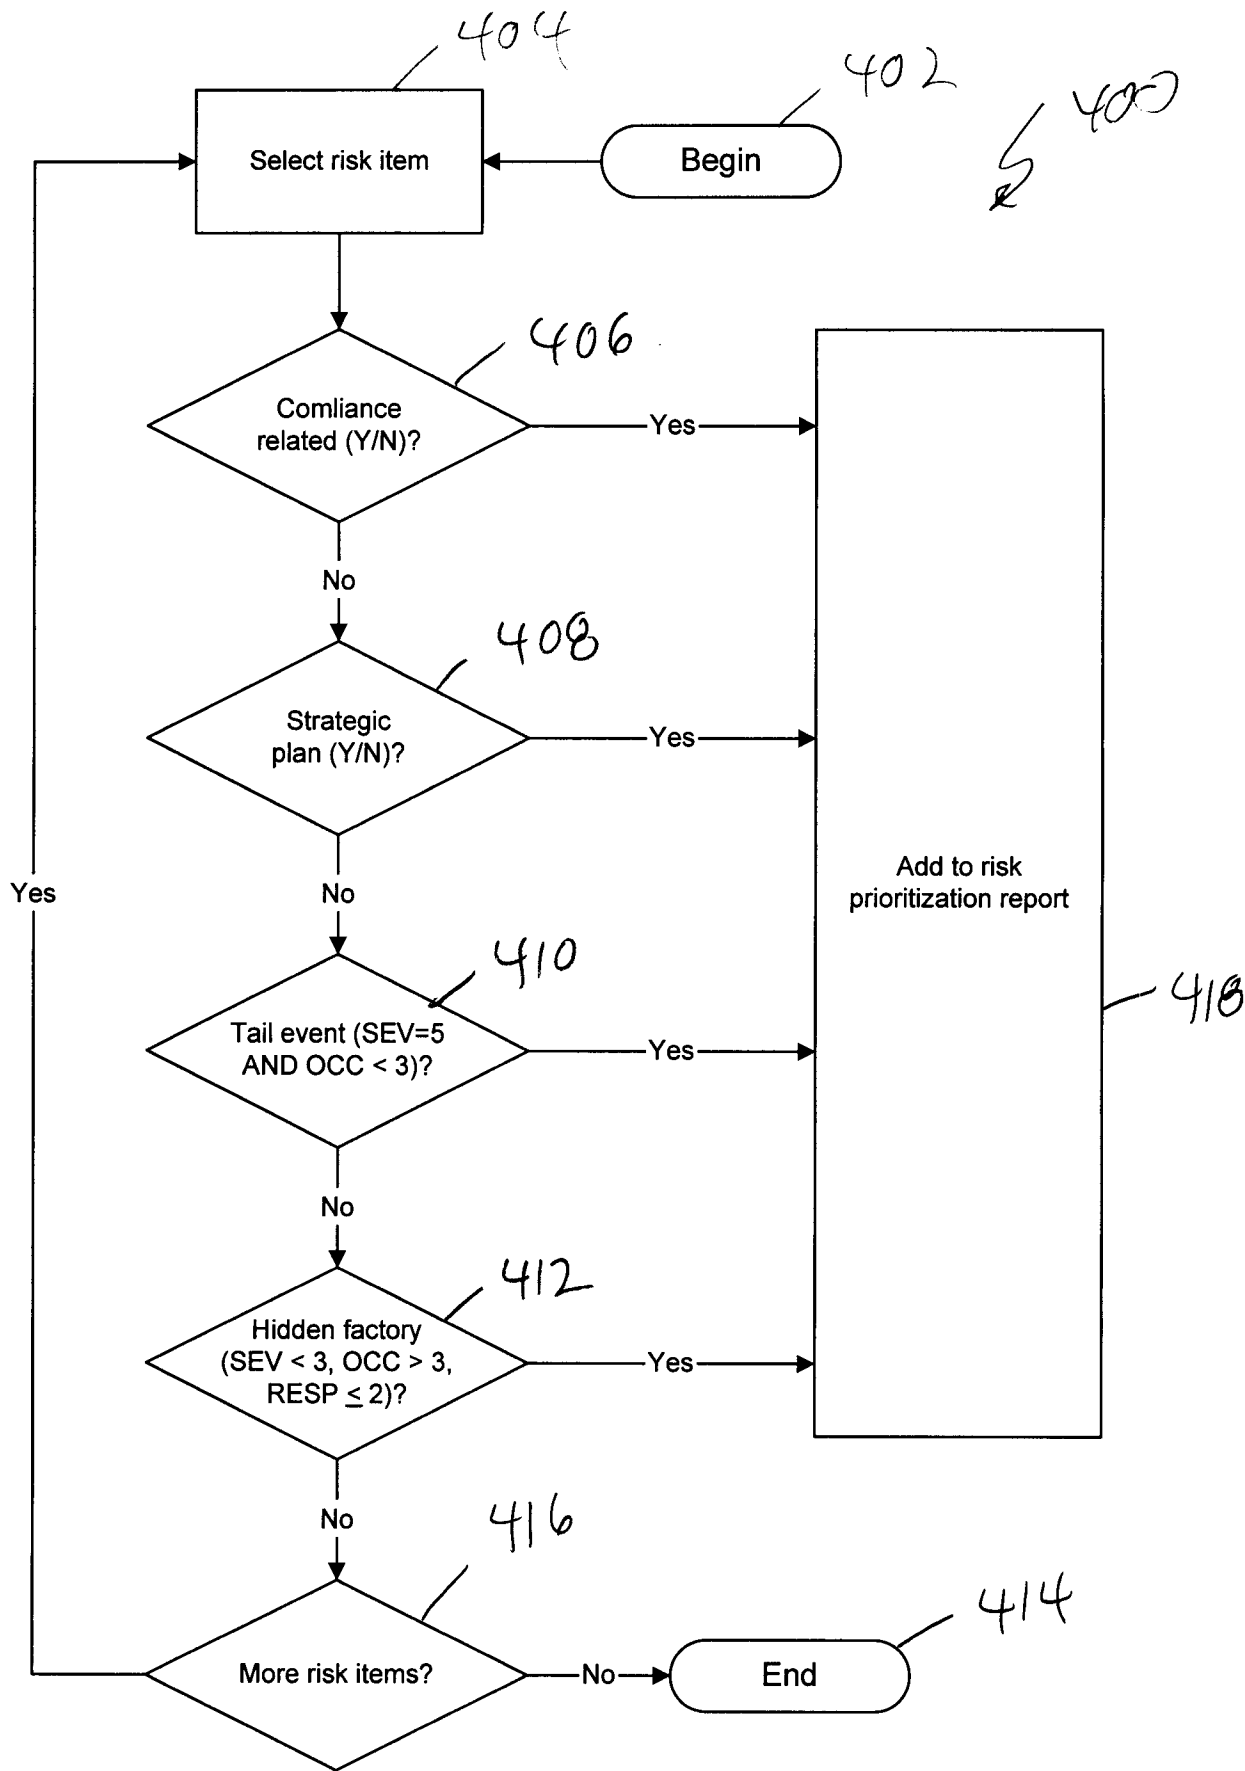 404
402
400
Select risk item
Begin
406
Comliance
related (Y/N)?
Yes
No
408
Strategic
plan (Y/N)?
Yes
Add to risk
prioritization report
Yes
No
410
418
Tail event (SEV=5
AND OCC < 3)?
Yes
No
412
Hidden factory
(SEV < 3, OCC > 3,
RESP ≤ 2)?
Yes
No
416
414
More risk items?
No
End